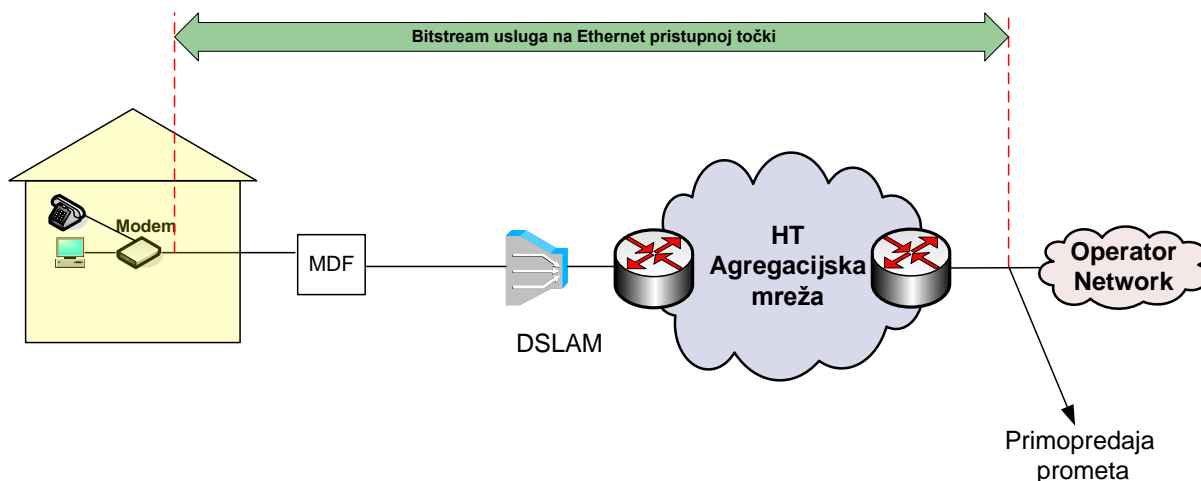 Bitstream usluga na Ethernet pristupnoj točki
Modem
MDF
DSLAM
HT
Agregacijska
mreža
Operator
Network
Primopredaja
prometa